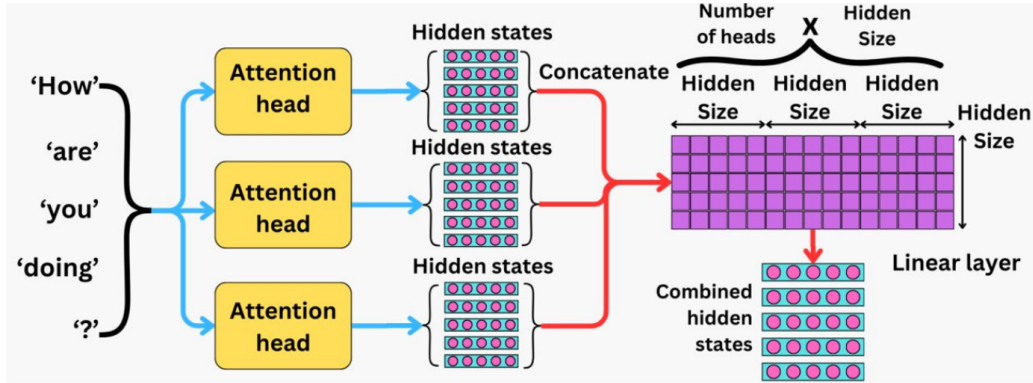 ‘How’
‘are’
‘you’
‘doing’
‘?’
Attention
head
Attention
head
Attention
head
Hidden states
Hidden states
Hidden states
Concatenate
Number
of heads
X
Hidden
Size
Hidden
Size
Hidden
Size
Hidden
Size
Hidden
Size
Linear layer
Combined
hidden
states